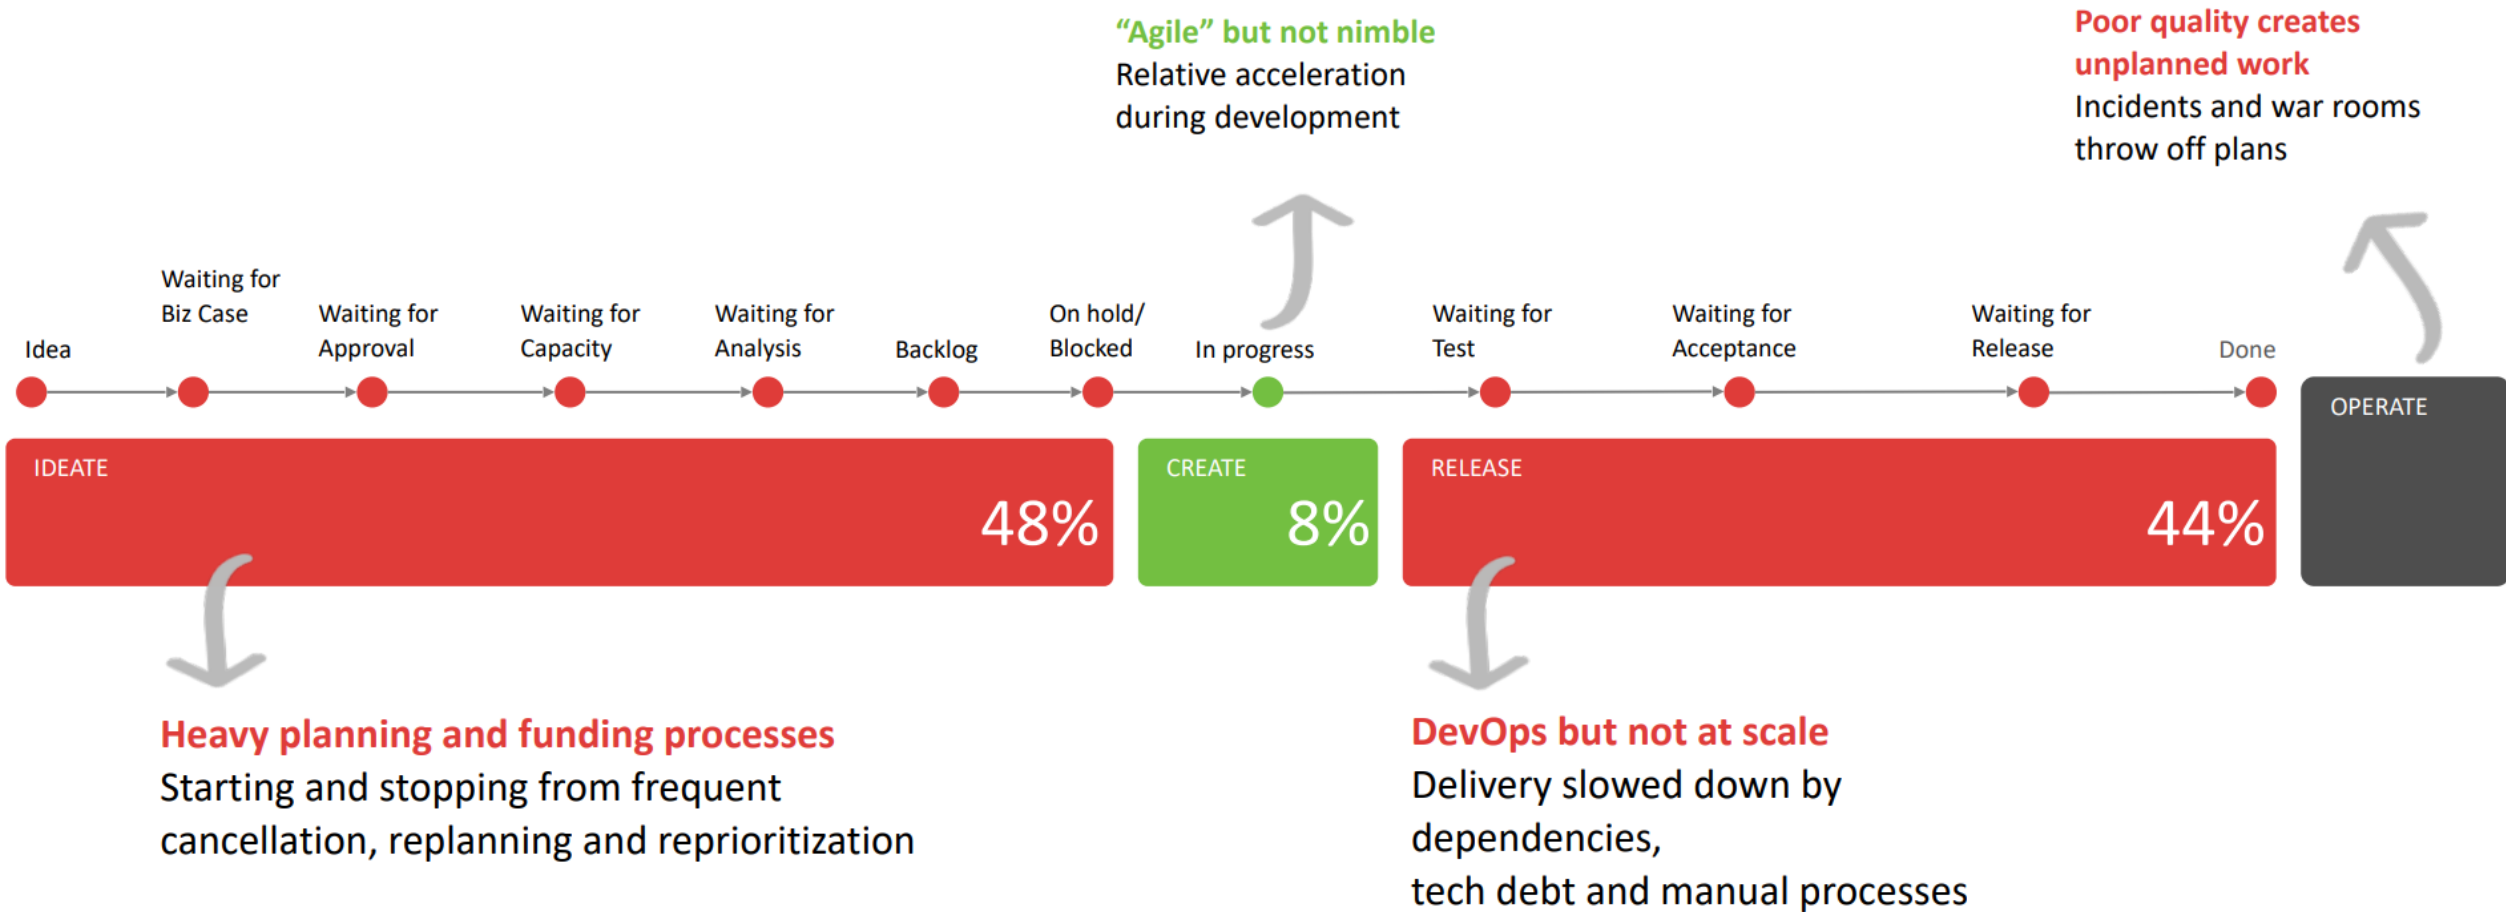 “Agile” but not nimble
Relative acceleration
during development
Poor quality creates
unplanned work
Incidents and war rooms
throw off plans
Idea
Waiting for
Biz Case
Waiting for
Approval
Waiting for
Capacity
Waiting for
Analysis
Backlog
On hold/
Blocked
In progress
Waiting for
Test
Waiting for
Acceptance
Waiting for
Release
Done
IDEATE
48%
CREATE
8%
RELEASE
44%
OPERATE
Heavy planning and funding processes
Starting and stopping from frequent
cancellation, replanning and reprioritization
DevOps but not at scale
Delivery slowed down by
dependencies,
tech debt and manual processes